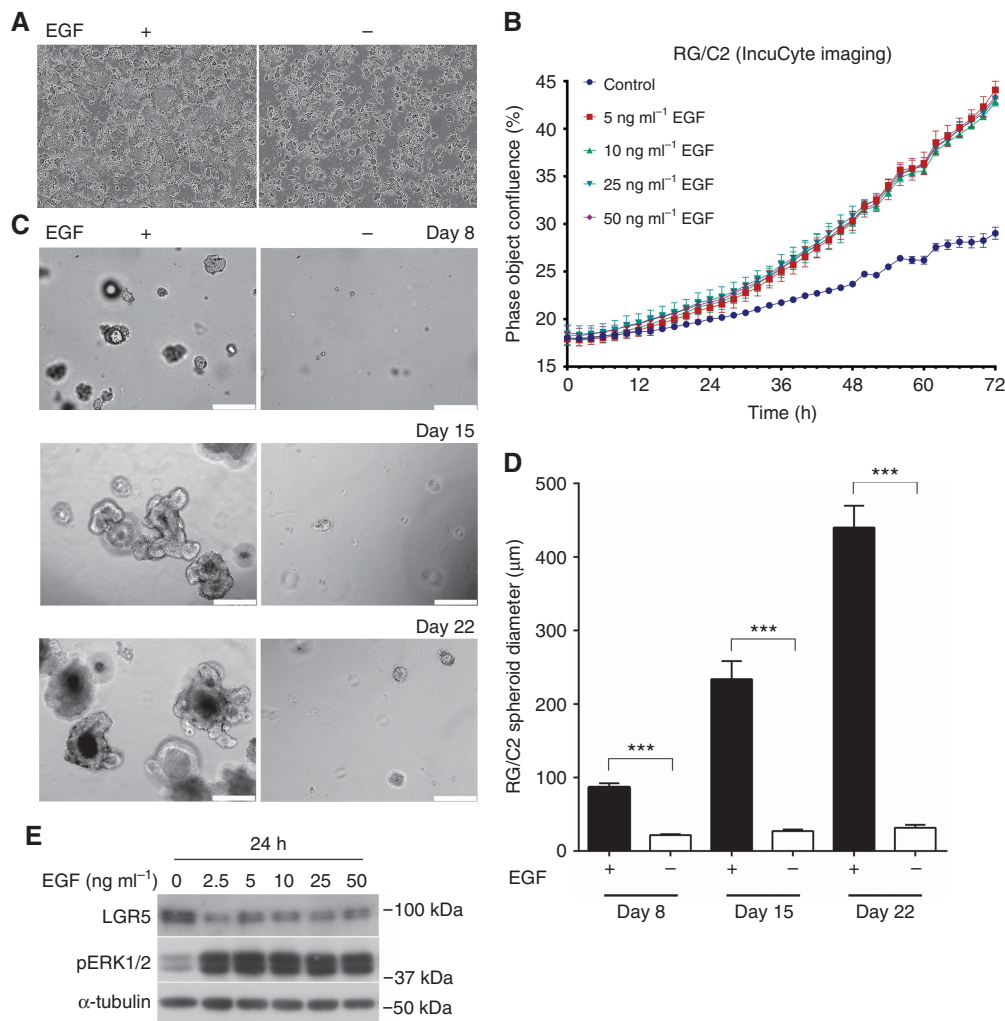 A
EGF + −
B
RG/C2 (IncuCyte imaging)
Phase object confluence (%)
45
40
35
30
25
20
15
Control
5 ng ml⁻¹ EGF
10 ng ml⁻¹ EGF
25 ng ml⁻¹ EGF
50 ng ml⁻¹ EGF
0 12 24 36 48 60 72
Time (h)
C
EGF + − Day 8
Day 15
Day 22
D
RG/C2 spheroid diameter (μm)
500
400
300
200
100
0
*** *** ***
EGF + − + − + −
Day 8 Day 15 Day 22
E
24 h
EGF (ng ml⁻¹) 0 2.5 5 10 25 50
LGR5 −100 kDa
pERK1/2 −37 kDa
α-tubulin −50 kDa